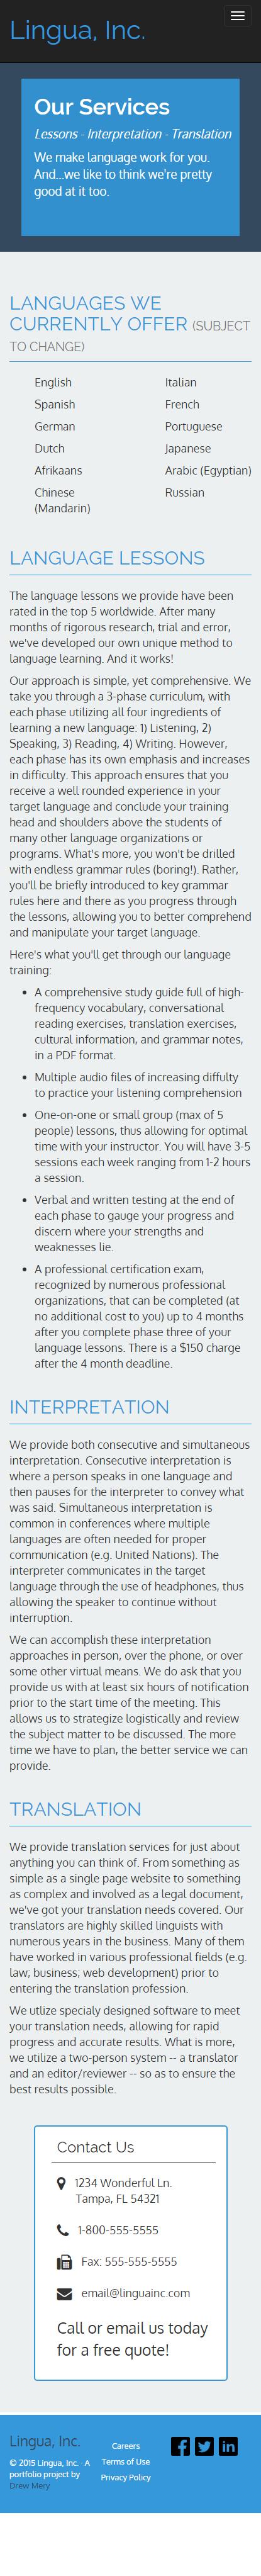 Lingua, Inc.
Our Services
Lessons - Interpretation - Translation
We make language work for you.
And...we like to think we're pretty
good at it too.
LANGUAGES WE
CURRENTLY OFFER (SUBJECT
TO CHANGE)
English
Italian
Spanish
French
German
Portuguese
Dutch
Japanese
Afrikaans
Arabic (Egyptian)
Chinese
(Mandarin)
Russian
LANGUAGE LESSONS
The language lessons we provide have been
rated in the top 5 worldwide. After many
months of rigorous research, trial and error,
we've developed our own unique method to
language learning. And it works!
Our approach is simple, yet comprehensive. We
take you through a 3-phase curriculum, with
each phase utilizing all four ingredients of
learning a new language: 1) Listening, 2)
Speaking, 3) Reading, 4) Writing. However,
each phase has its own emphasis and increases
in difficulty. This approach ensures that you
receive a well rounded experience in your
target language and conclude your training
head and shoulders above the students of
many other language organizations or
programs. What's more, you won't be drilled
with endless grammar rules (boring!). Rather,
you'll be briefly introduced to key grammar
rules here and there as you progress through
the lessons, allowing you to better comprehend
and manipulate your target language.
Here's what you'll get through our language
training:
• A comprehensive study guide full of high-
frequency vocabulary, conversational
reading exercises, translation exercises,
cultural information, and grammar notes,
in a PDF format.
• Multiple audio files of increasing diffulty
to practice your listening comprehension
• One-on-one or small group (max of 5
people) lessons, thus allowing for optimal
time with your instructor. You will have 3-5
sessions each week ranging from 1-2 hours
a session.
• Verbal and written testing at the end of
each phase to gauge your progress and
discern where your strengths and
weaknesses lie.
• A professional certification exam,
recognized by numerous professional
organizations, that can be completed (at
no additional cost to you) up to 4 months
after you complete phase three of your
language lessons. There is a $150 charge
after the 4 month deadline.
INTERPRETATION
We provide both consecutive and simultaneous
interpretation. Consecutive interpretation is
where a person speaks in one language and
then pauses for the interpreter to convey what
was said. Simultaneous interpretation is
common in conferences where multiple
languages are often needed for proper
communication (e.g. United Nations). The
interpreter communicates in the target
language through the use of headphones, thus
allowing the speaker to continue without
interruption.
We can accomplish these interpretation
approaches in person, over the phone, or over
some other virtual means. We do ask that you
provide us with at least six hours of notification
prior to the start time of the meeting. This
allows us to strategize logistically and review
the subject matter to be discussed. The more
time we have to plan, the better service we can
provide.
TRANSLATION
We provide translation services for just about
anything you can think of. From something as
simple as a single page website to something
as complex and involved as a legal document,
we've got your translation needs covered. Our
translators are highly skilled linguists with
numerous years in the business. Many of them
have worked in various professional fields (e.g.
law; business; web development) prior to
entering the translation profession.
We utlize specialy designed software to meet
your translation needs, allowing for rapid
progress and accurate results. What is more,
we utilize a two-person system -- a translator
and an editor/reviewer -- so as to ensure the
best results possible.
Contact Us
1234 Wonderful Ln.
Tampa, FL 54321
1-800-555-5555
Fax: 555-555-5555
email@linguainc.com
Call or email us today
for a free quote!
Lingua, Inc.
© 2015 Lingua, Inc. · A
portfolio project by
Drew Mery
Careers
Terms of Use
Privacy Policy